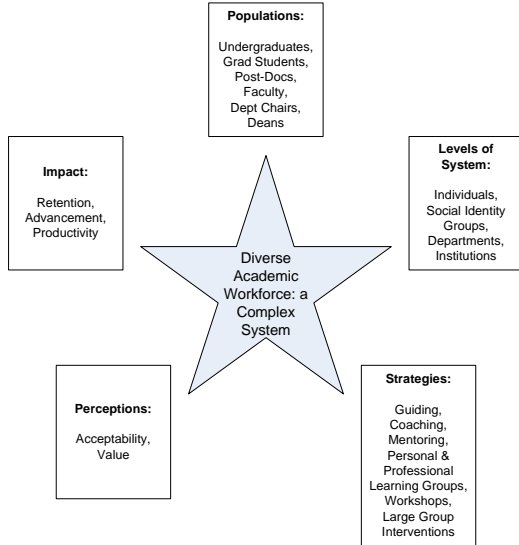 Populations:
Undergraduates,
Grad Students,
Post-Docs,
Faculty,
Dept Chairs,
Deans
Impact:
Retention,
Advancement,
Productivity
Levels of
System:
Individuals,
Social Identity
Groups,
Departments,
Institutions
Diverse
Academic
Workforce: a
Complex
System
Perceptions:
Acceptability,
Value
Strategies:
Guiding,
Coaching,
Mentoring,
Personal &
Professional
Learning Groups,
Workshops,
Large Group
Interventions